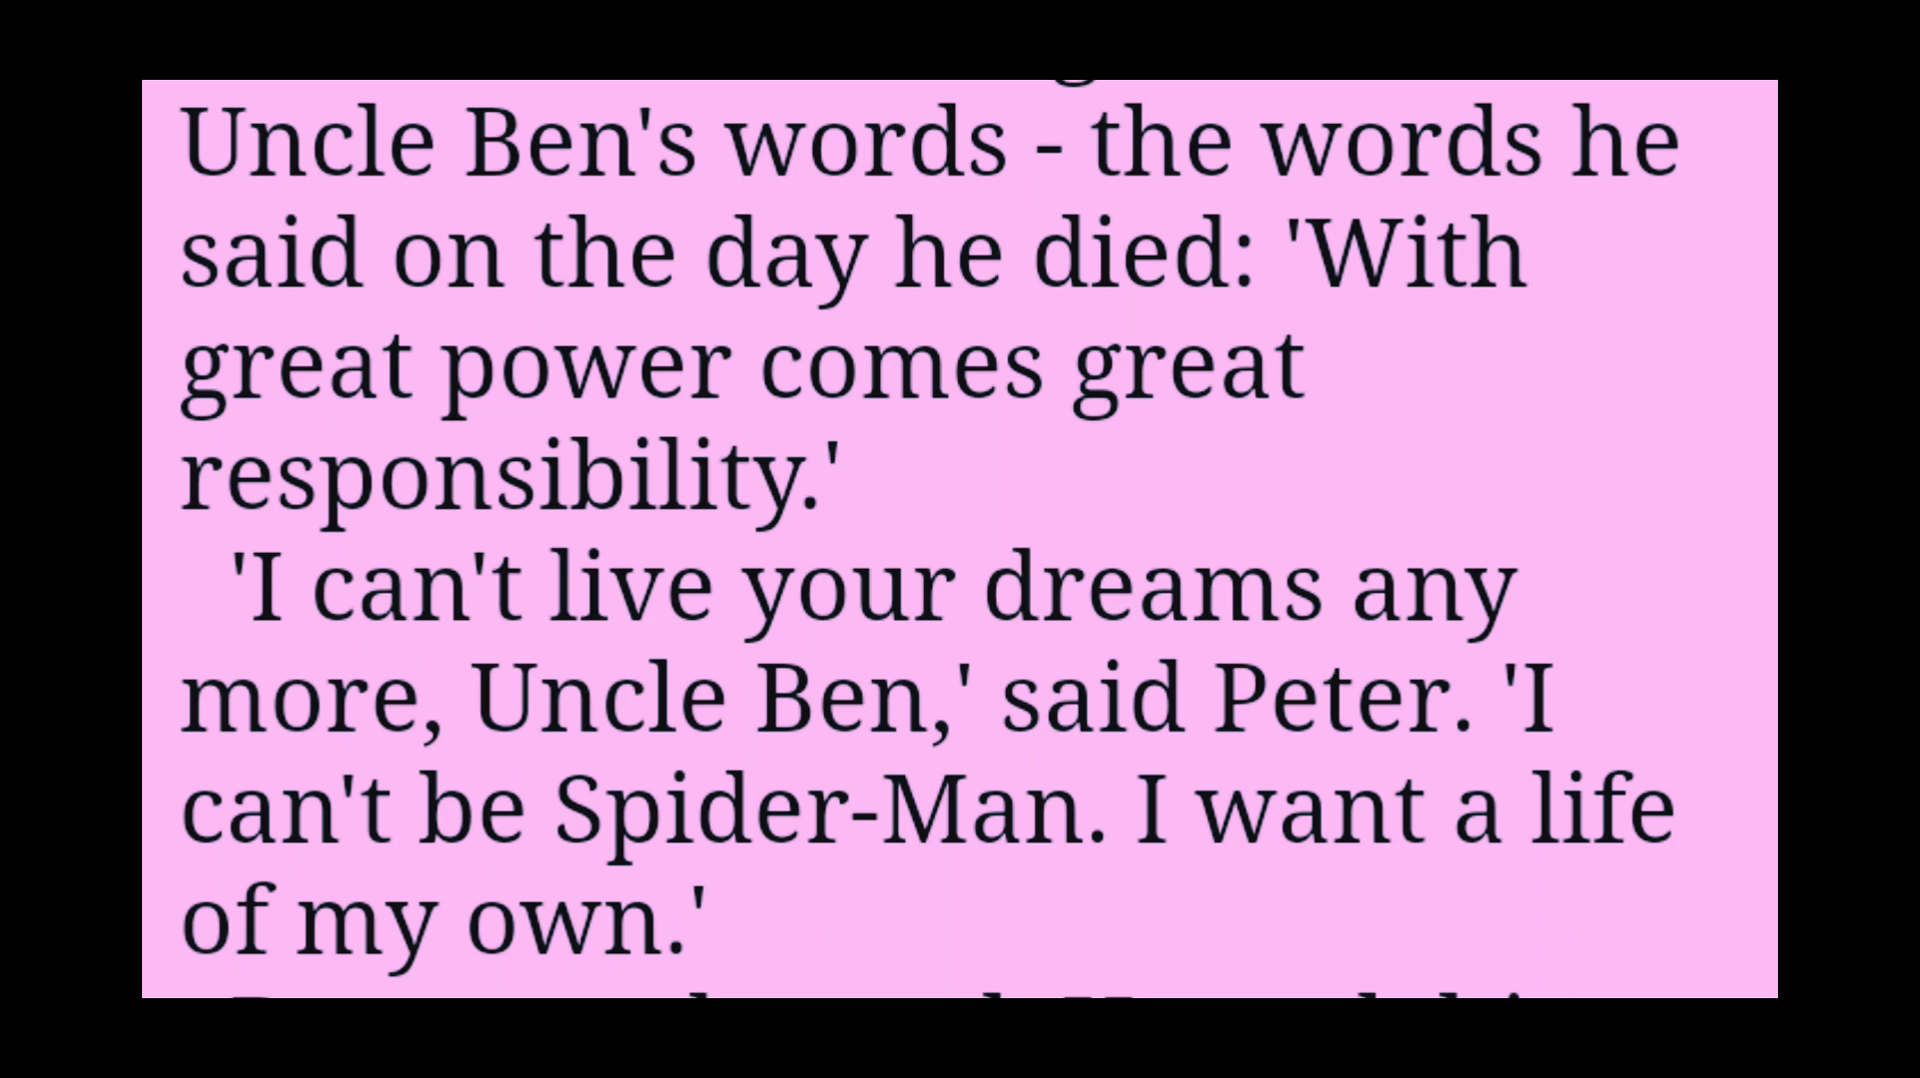 Uncle Ben's words - the words he
said on the day he died: 'With
great power comes great
responsibility.'
'I can't live your dreams any
more, Uncle Ben,' said Peter. 'I
can't be Spider-Man. I want a life
of my own.'